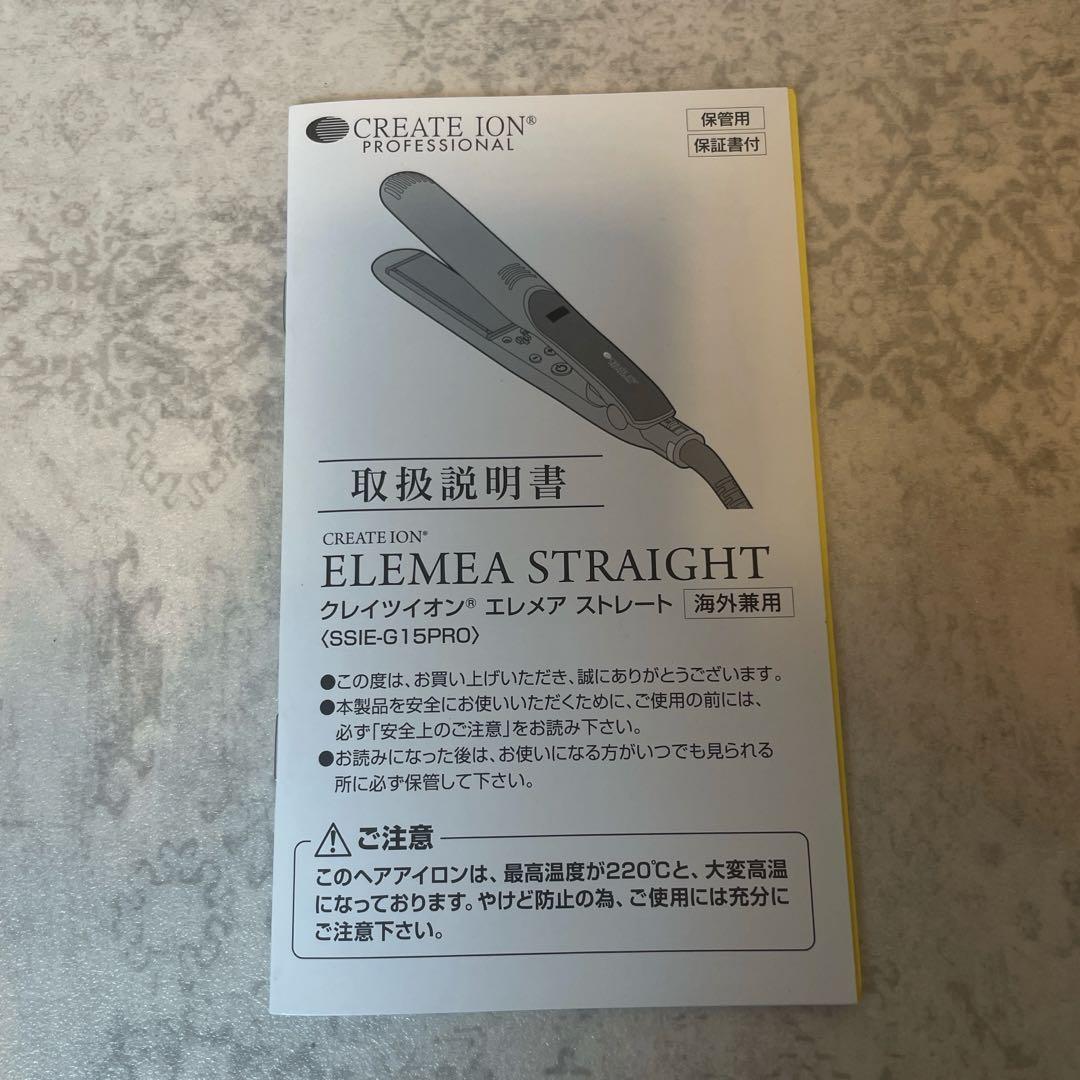 CREATE ION®
PROFESSIONAL
保管用
保証書付
取扱説明書
CREATE ION®
ELEMEA STRAIGHT
クレイツイオン® エレメア ストレート 海外兼用
〈SSIE-G15PRO〉
●この度は、お買い上げいただき、誠にありがとうございます。
●本製品を安全にお使いいただくために、ご使用の前には、
必ず「安全上のご注意」をお読み下さい。
●お読みになった後は、お使いになる方がいつでも見られる
所に必ず保管して下さい。
ご注意
このヘアアイロンは、最高温度が220℃と、大変高温
になっております。やけど防止の為、ご使用には充分に
ご注意下さい。